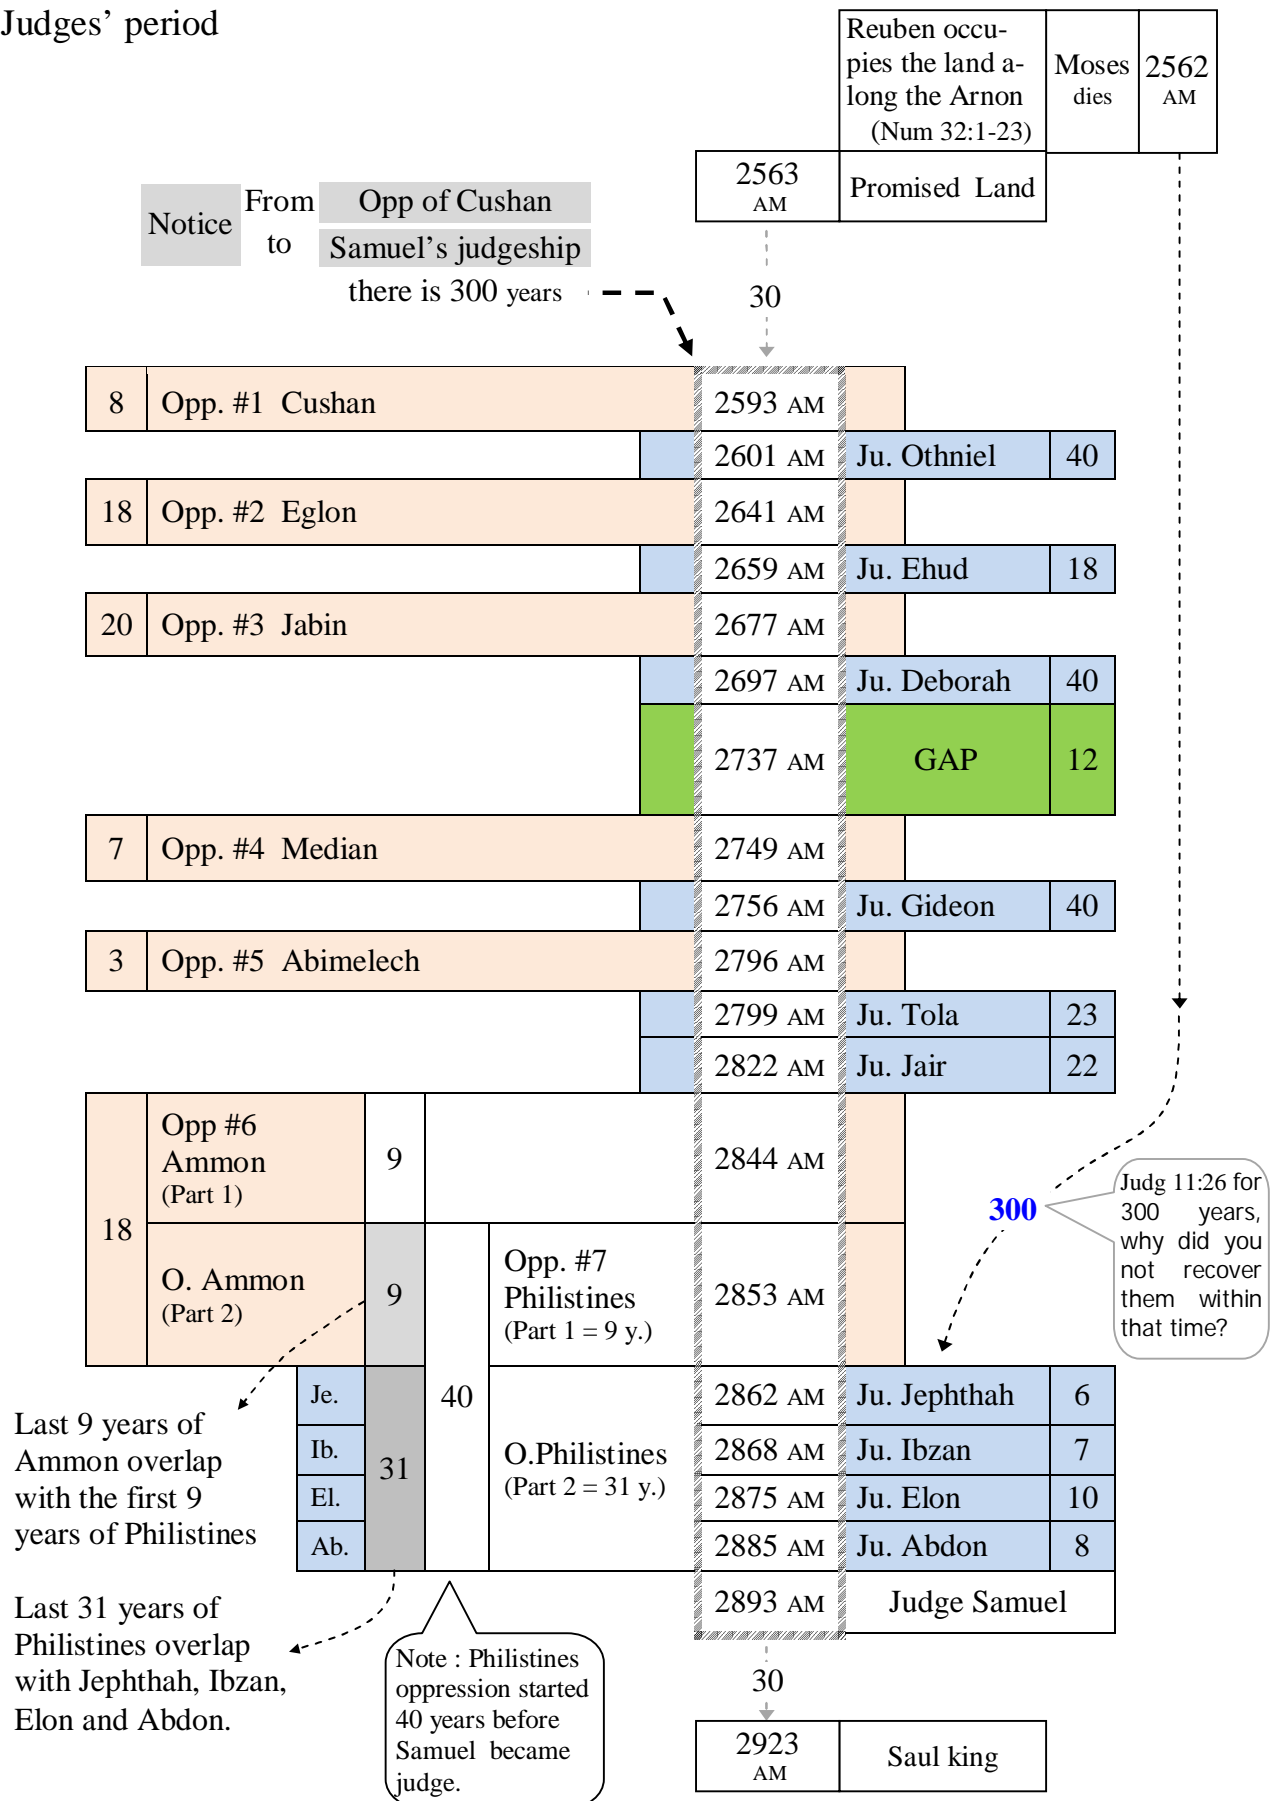 Judges’ period
Reuben occu-
pies the land a-
long the Arnon
(Num 32:1-23)
Moses
dies
2562
AM
2563
AM
Promised Land
Notice
From
to
Opp of Cushan
Samuel’s judgeship
there is 300 years
30
8 Opp. #1 Cushan 2593 AM
2601 AM Ju. Othniel 40
18 Opp. #2 Eglon 2641 AM
2659 AM Ju. Ehud 18
20 Opp. #3 Jabin 2677 AM
2697 AM Ju. Deborah 40
2737 AM GAP 12
7 Opp. #4 Median 2749 AM
2756 AM Ju. Gideon 40
3 Opp. #5 Abimelech 2796 AM
2799 AM Ju. Tola 23
2822 AM Ju. Jair 22
18
Opp #6
Ammon
(Part 1)
9
2844 AM
O. Ammon
(Part 2)
9
Opp. #7
Philistines
(Part 1 = 9 y.)
2853 AM
300
Judg 11:26 for
300 years,
why did you
not recover
them within
that time?
Je.
Ib.
El.
Ab.
31
40
O.Philistines
(Part 2 = 31 y.)
2862 AM Ju. Jephthah 6
2868 AM Ju. Ibzan 7
2875 AM Ju. Elon 10
2885 AM Ju. Abdon 8
2893 AM Judge Samuel
Last 9 years of
Ammon overlap
with the first 9
years of Philistines
Last 31 years of
Philistines overlap
with Jephthah, Ibzan,
Elon and Abdon.
Note : Philistines
oppression started
40 years before
Samuel became
judge.
30
2923
AM
Saul king